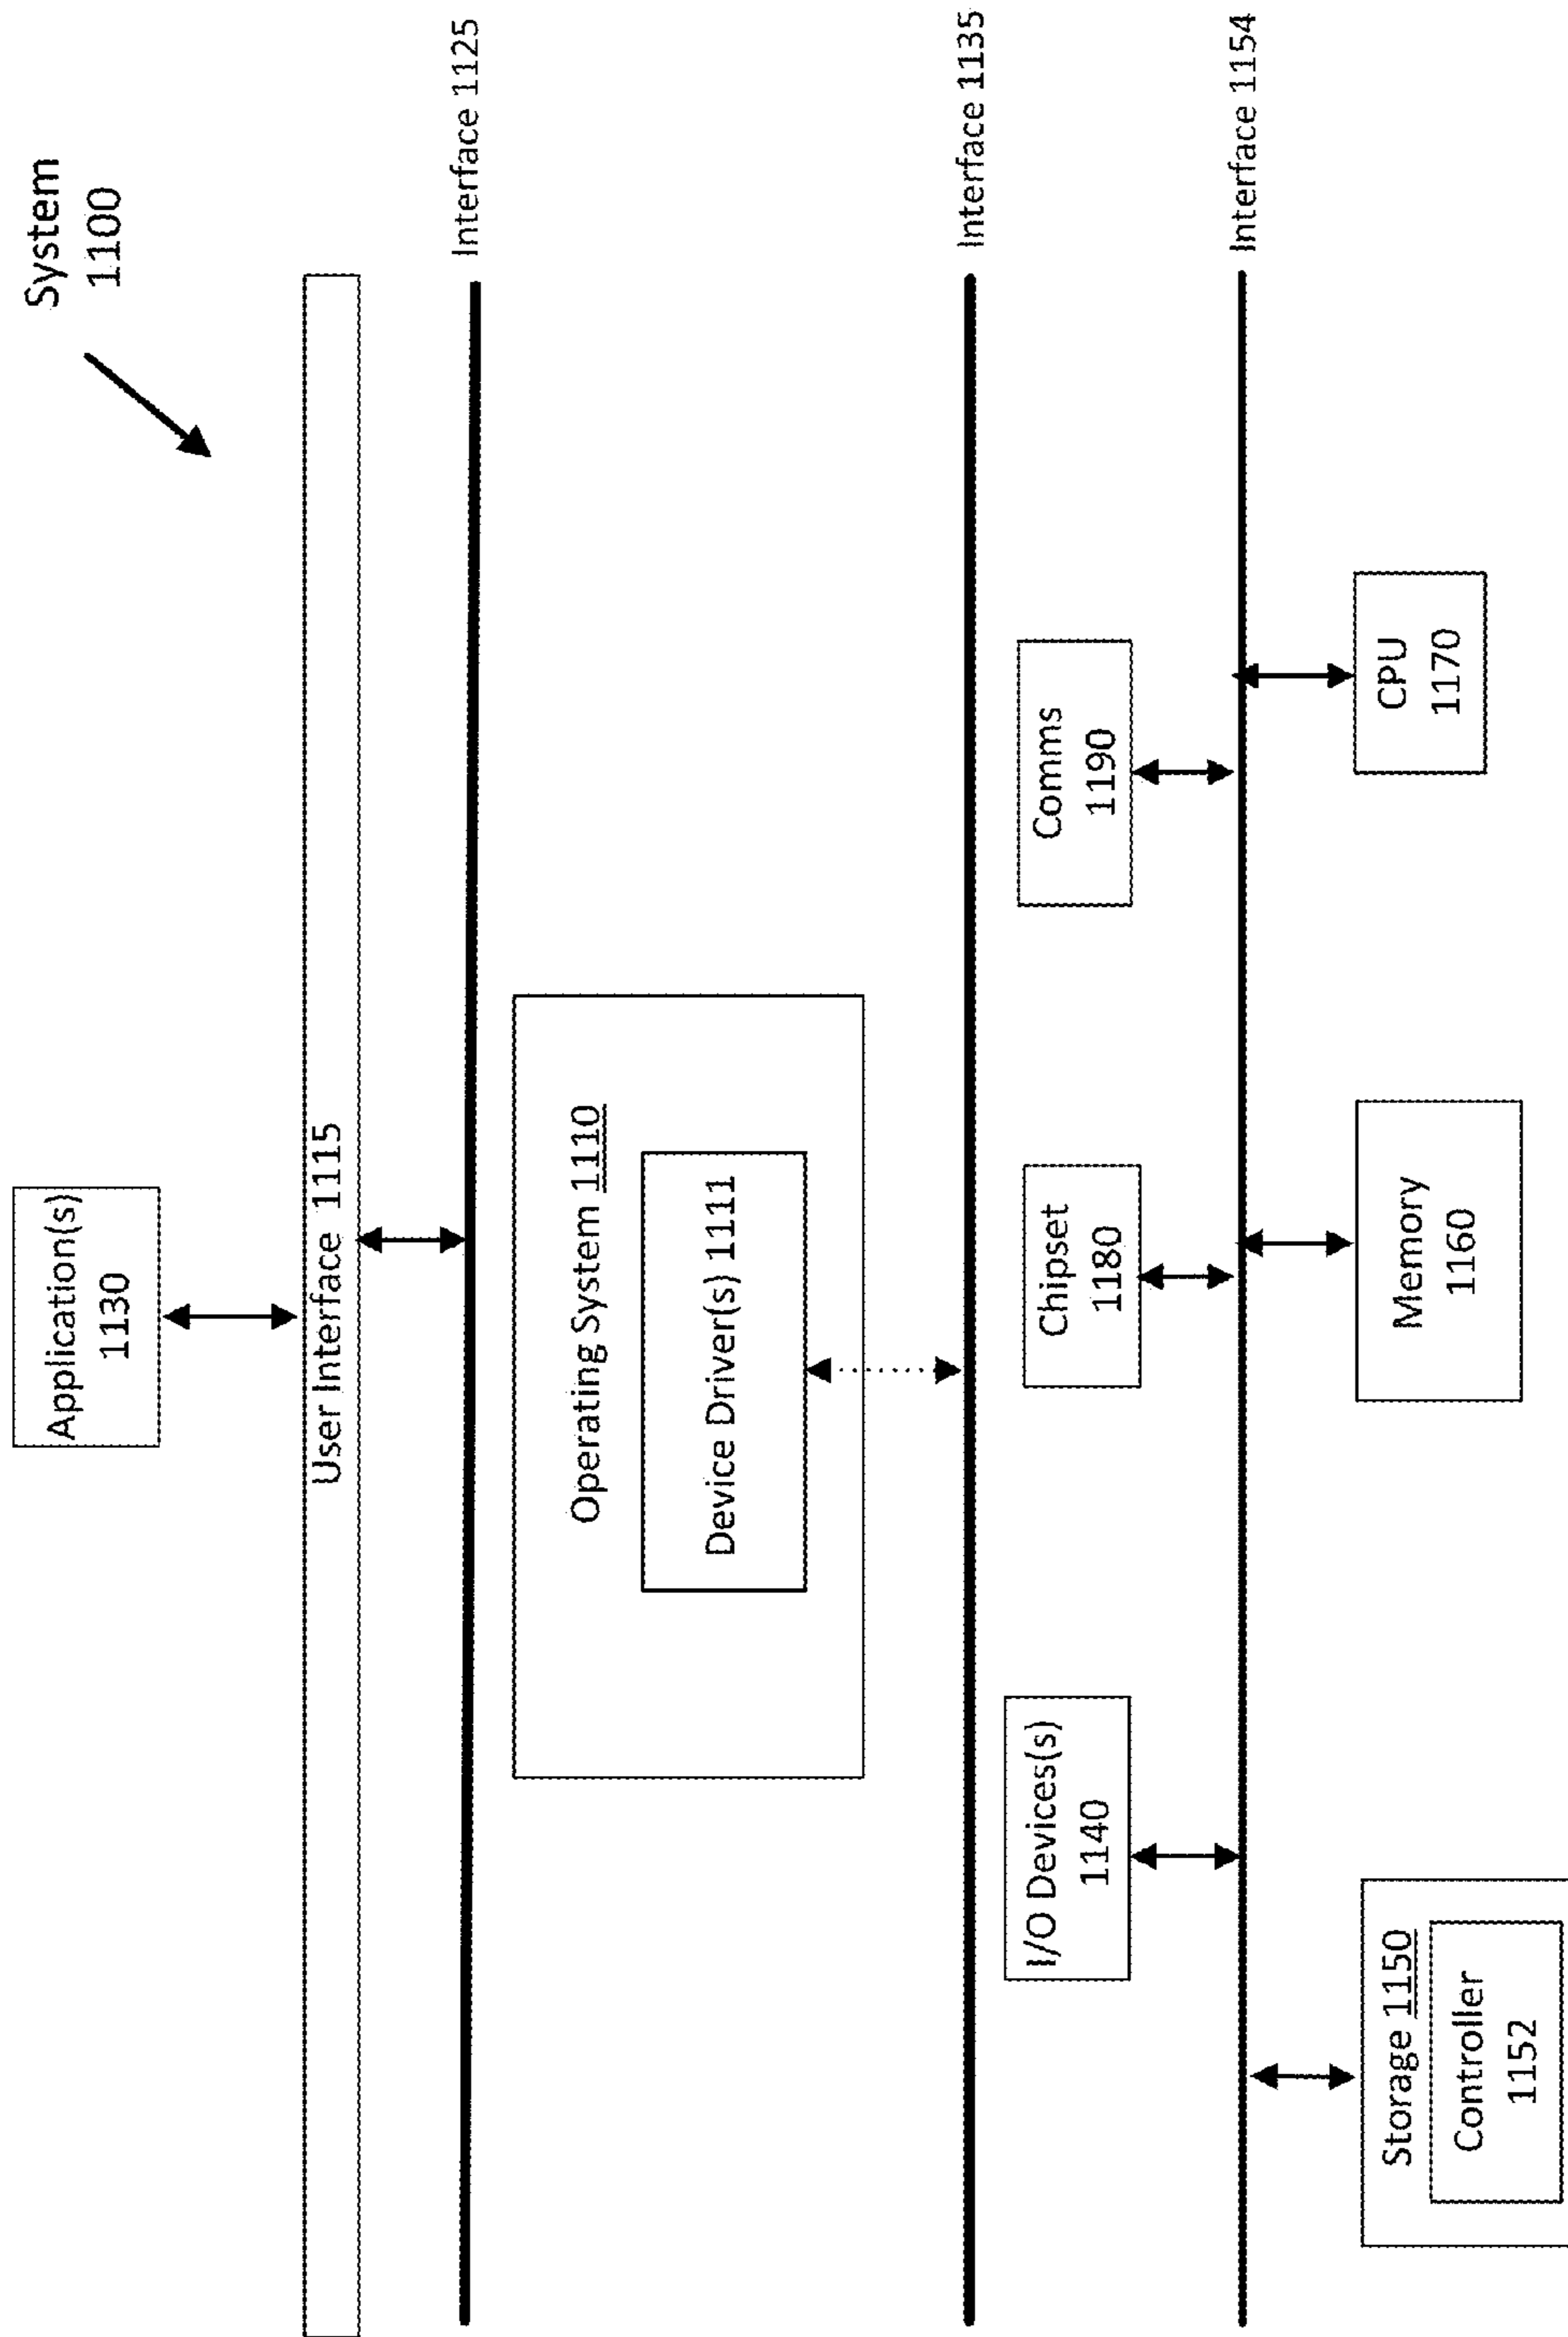 System
1100
Application(s)
1130
User Interface 1115
Interface 1125
Operating System 1110
Device Driver(s) 1111
Interface 1135
I/O Devices(s)
1140
Chipset
1180
Comms
1190
Interface 1154
Storage 1150
Controller
1152
Memory
1160
CPU
1170